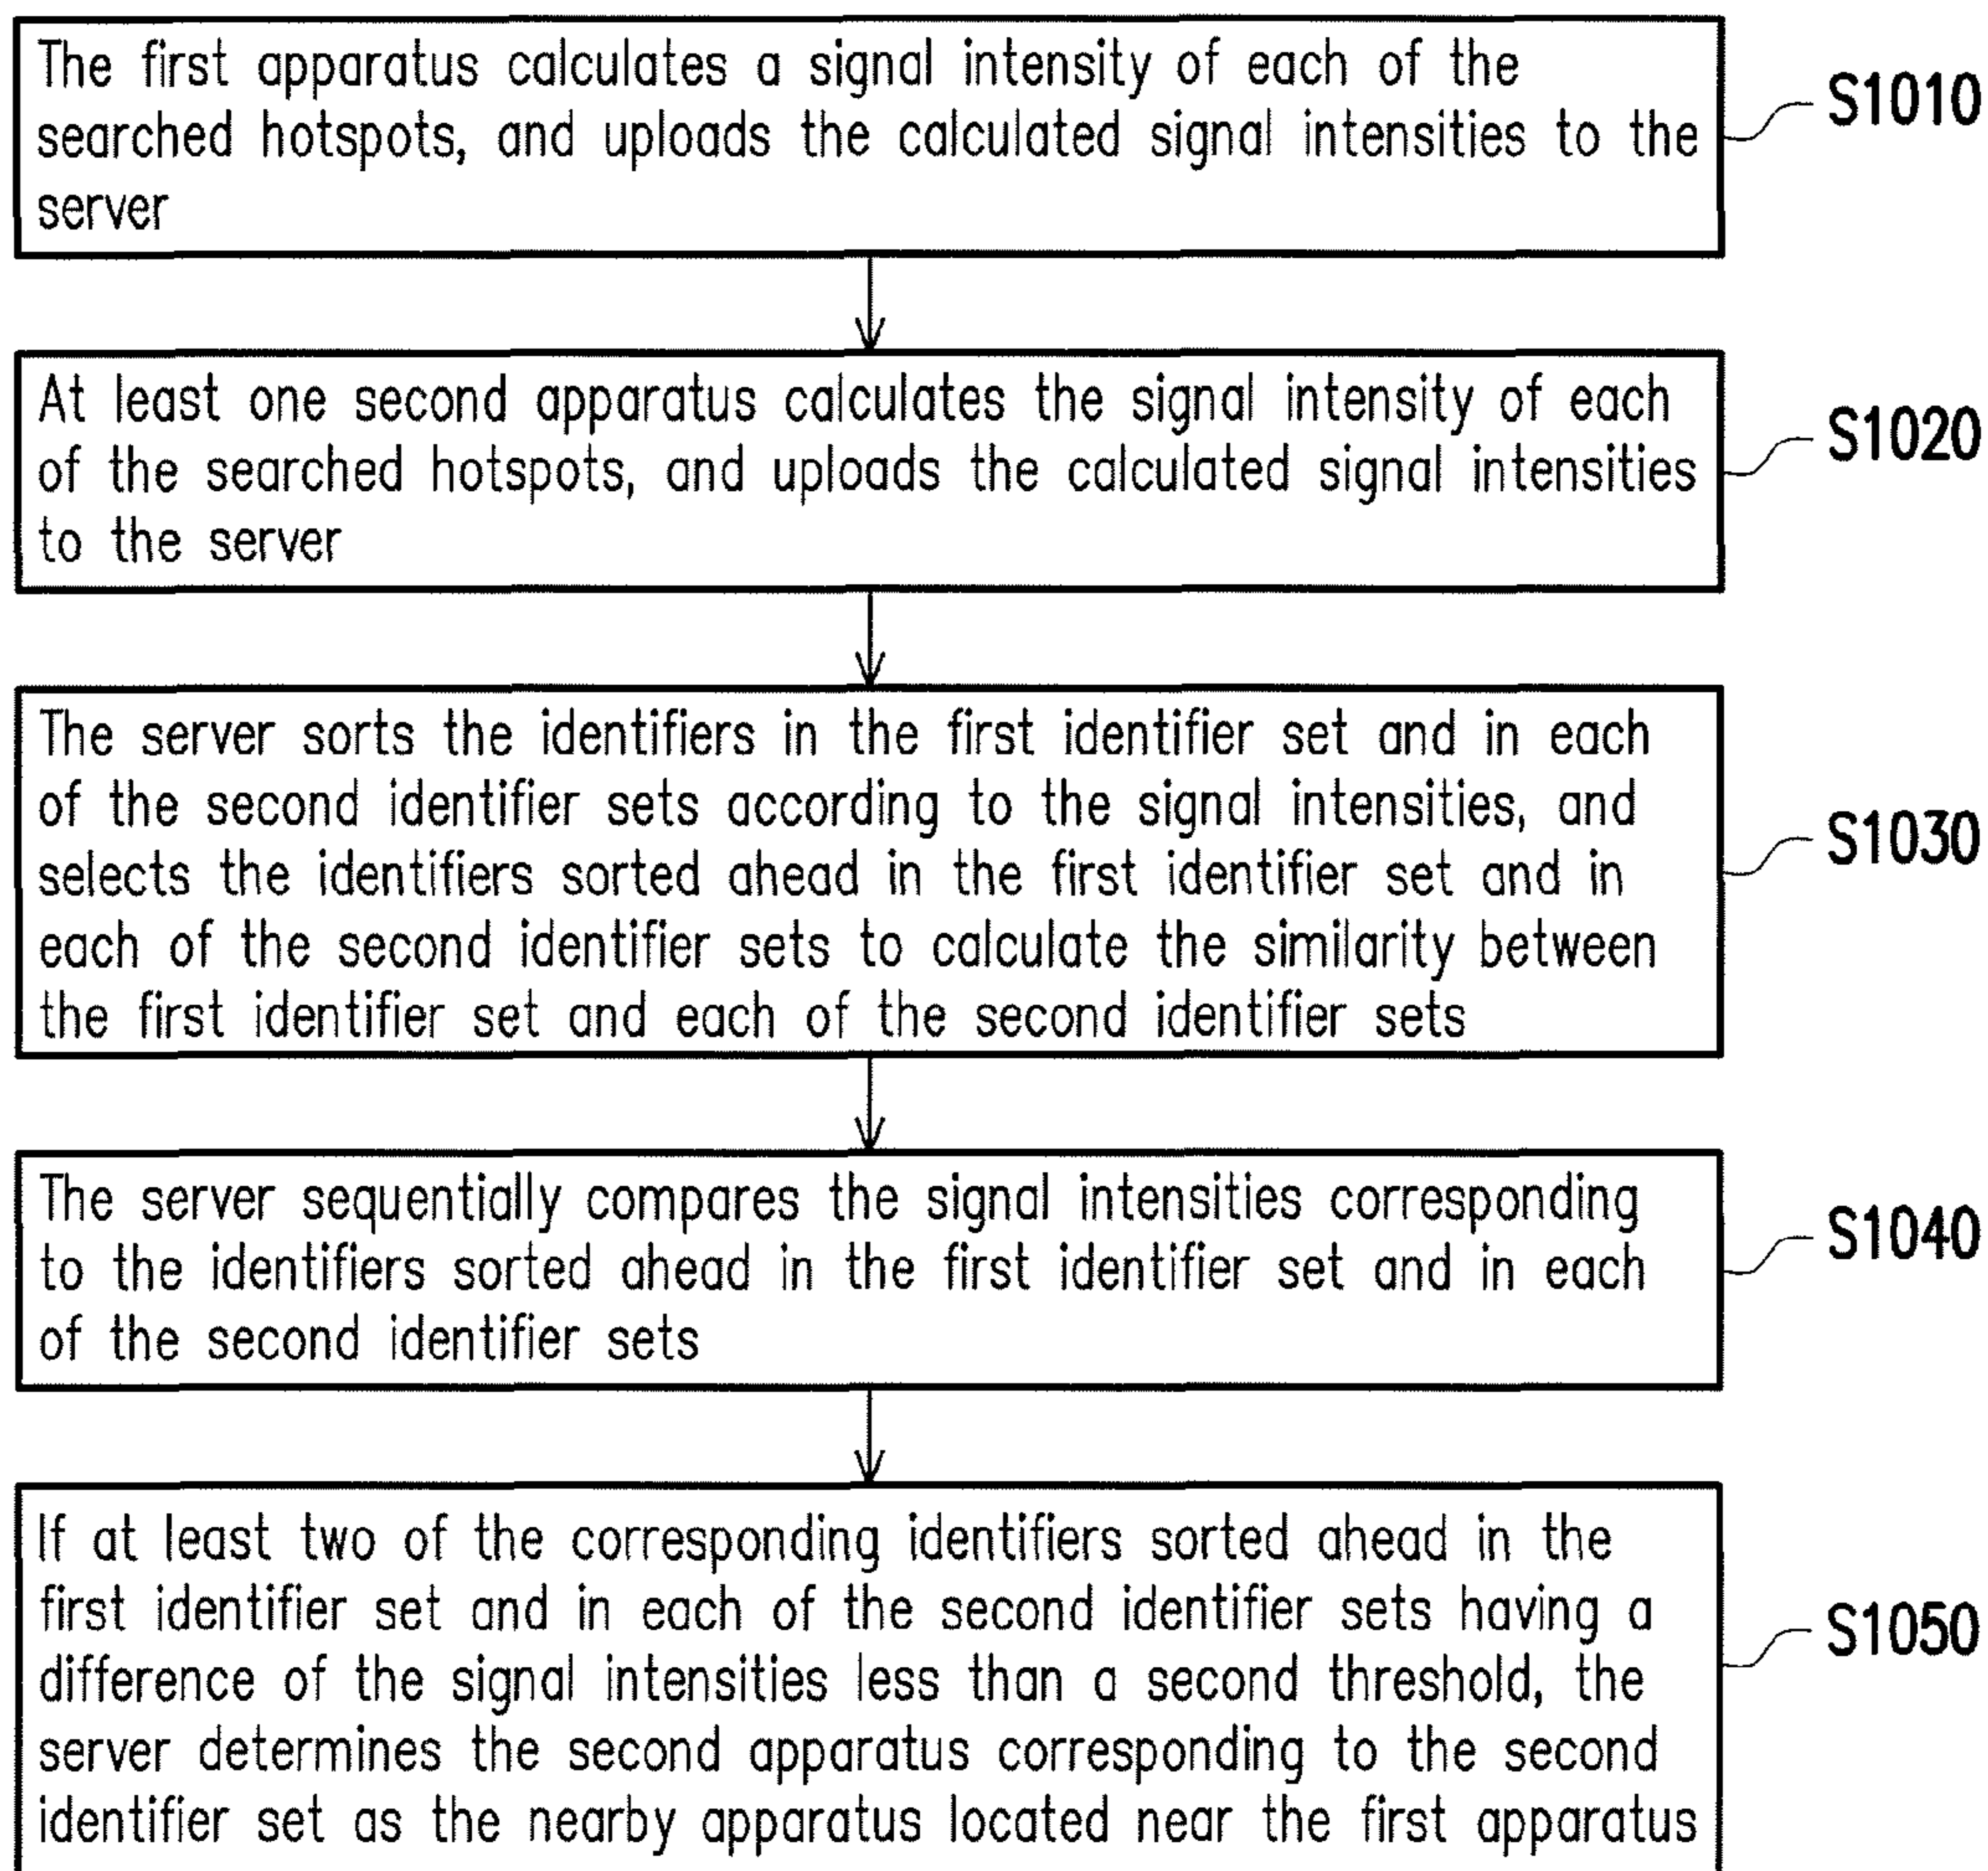 The first apparatus calculates a signal intensity of each of the
searched hotspots, and uploads the calculated signal intensities to the
server
S1010
At least one second apparatus calculates the signal intensity of each
of the searched hotspots, and uploads the calculated signal intensities
to the server
S1020
The server sorts the identifiers in the first identifier set and in each
of the second identifier sets according to the signal intensities, and
selects the identifiers sorted ahead in the first identifier set and in
each of the second identifier sets to calculate the similarity between
the first identifier set and each of the second identifier sets
S1030
The server sequentially compares the signal intensities corresponding
to the identifiers sorted ahead in the first identifier set and in each
of the second identifier sets
S1040
If at least two of the corresponding identifiers sorted ahead in the
first identifier set and in each of the second identifier sets having a
difference of the signal intensities less than a second threshold, the
server determines the second apparatus corresponding to the second
identifier set as the nearby apparatus located near the first apparatus
S1050